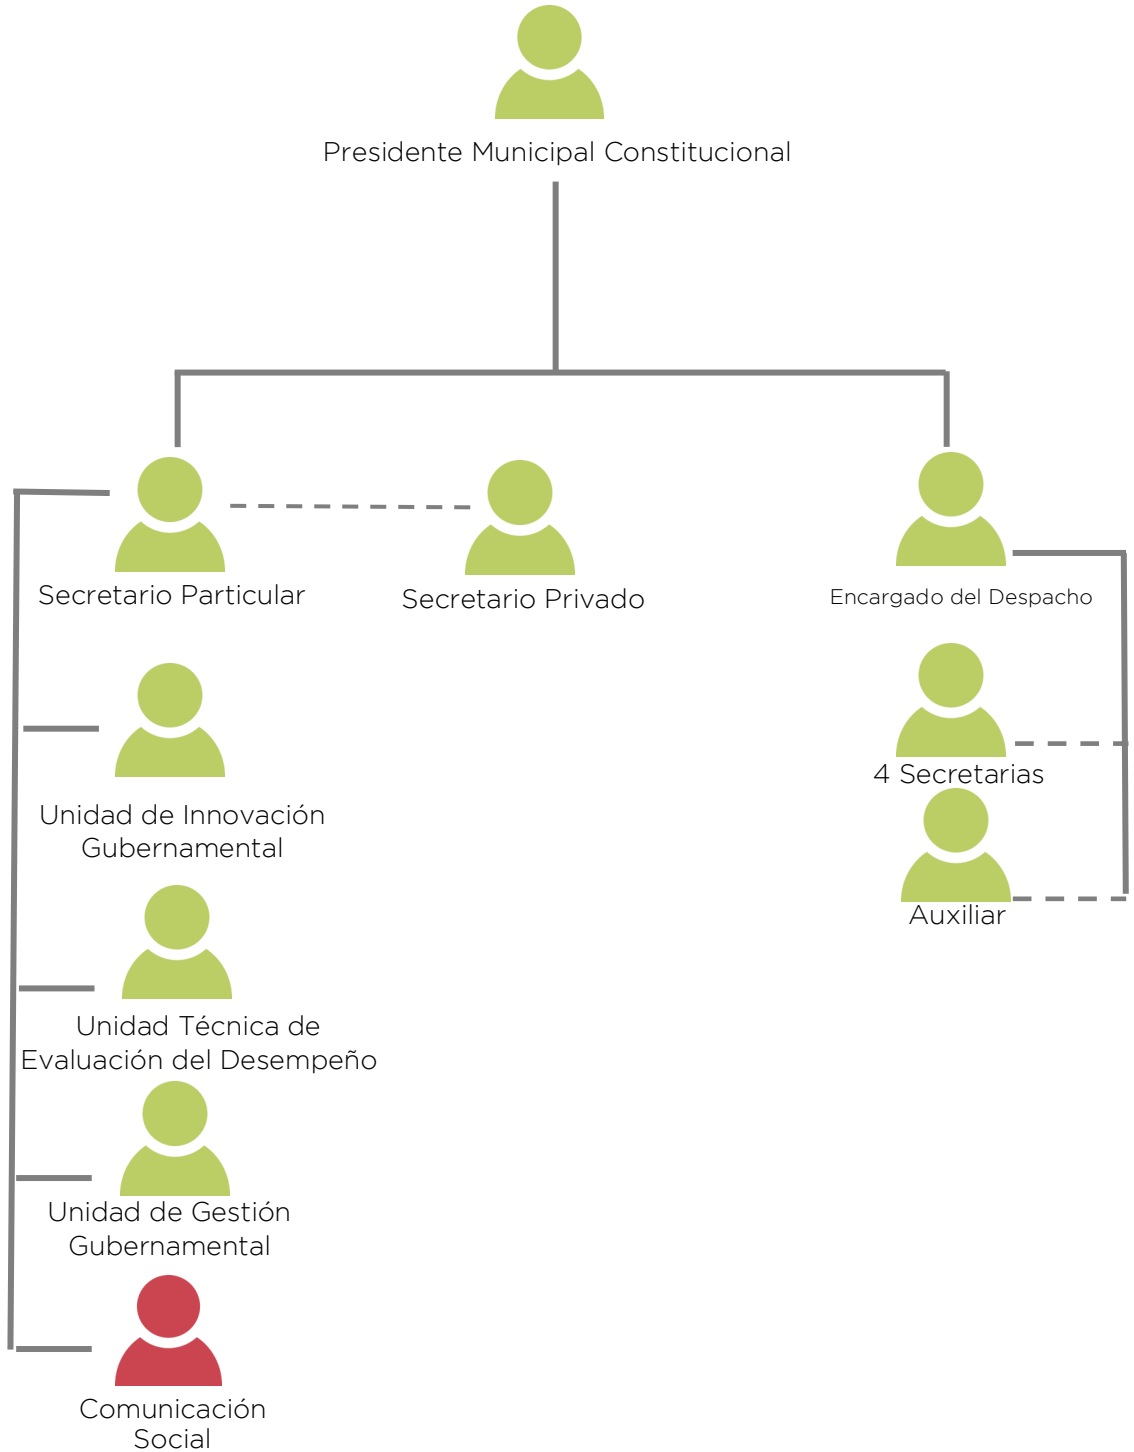 Presidente Municipal Constitucional
Secretario Particular
Secretario Privado
Encargado del Despacho
4 Secretarias
Auxiliar
Unidad de Innovación
Gubernamental
Unidad Técnica de
Evaluación del Desempeño
Unidad de Gestión
Gubernamental
Comunicación
Social